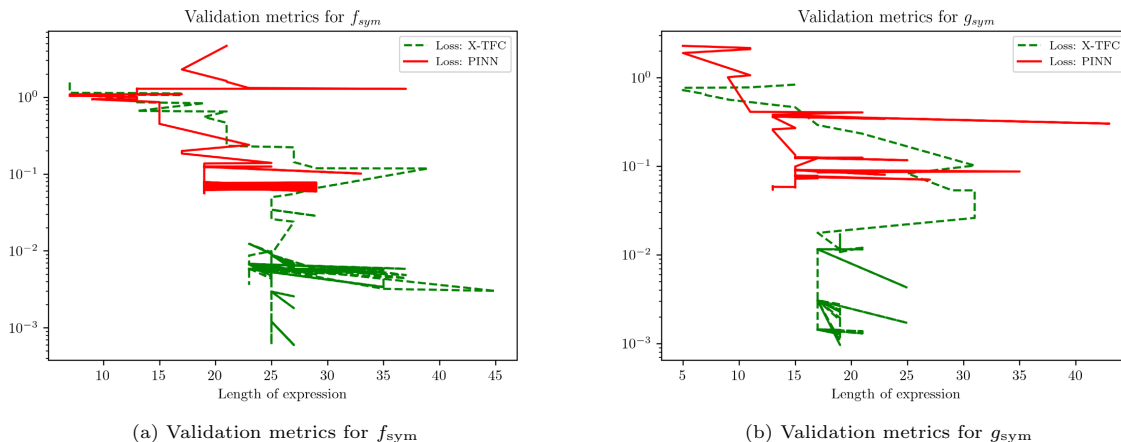 Validation metrics for f_sym
Loss: X-TFC
Loss: PINN
10^0
10^-1
10^-2
10^-3
10 15 20 25 30 35 40 45
Length of expression
(a) Validation metrics for f_sym
Validation metrics for g_sym
Loss: X-TFC
Loss: PINN
10^0
10^-1
10^-2
10^-3
5 10 15 20 25 30 35 40
Length of expression
(b) Validation metrics for g_sym